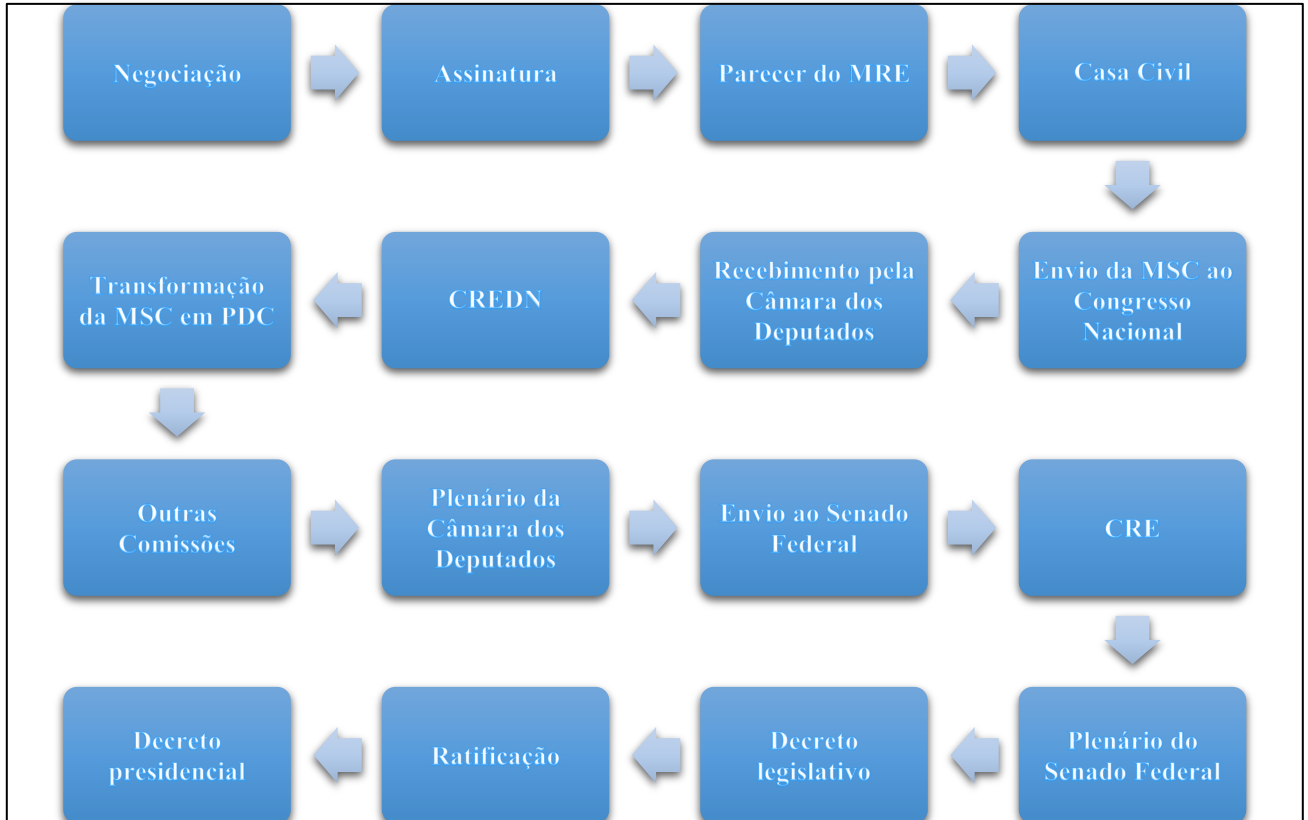 Negociação
Assinatura
Parecer do MRE
Casa Civil
Envio da MSC ao
Congresso
Nacional
Recebimento pela
Câmara dos
Deputados
CREDN
Transformação
da MSC em PDC
Outras
Comissões
Plenário da
Câmara dos
Deputados
Envio ao Senado
Federal
CRE
Plenário do
Senado Federal
Decreto
legislativo
Ratificação
Decreto
presidencial